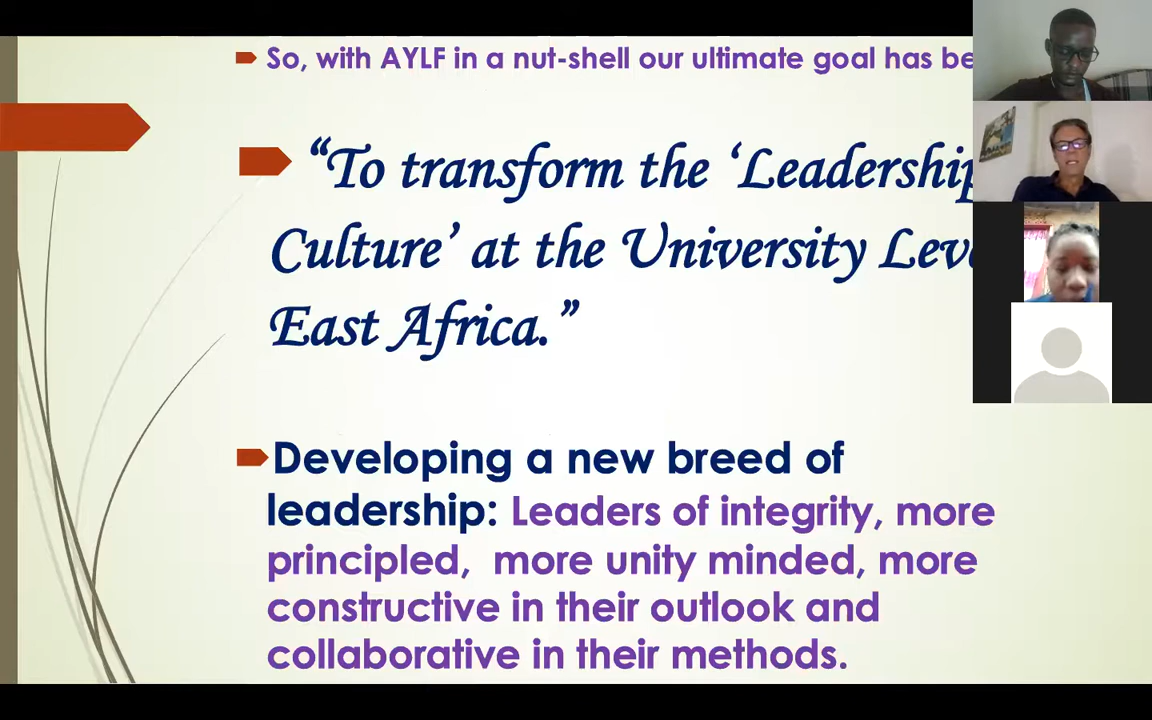 So, with AYLF in a nut-shell our ultimate goal has be
“To transform the ‘Leadership
Culture’ at the University Leve
East Africa.”
Developing a new breed of
leadership: Leaders of integrity, more
principled, more unity minded, more
constructive in their outlook and
collaborative in their methods.